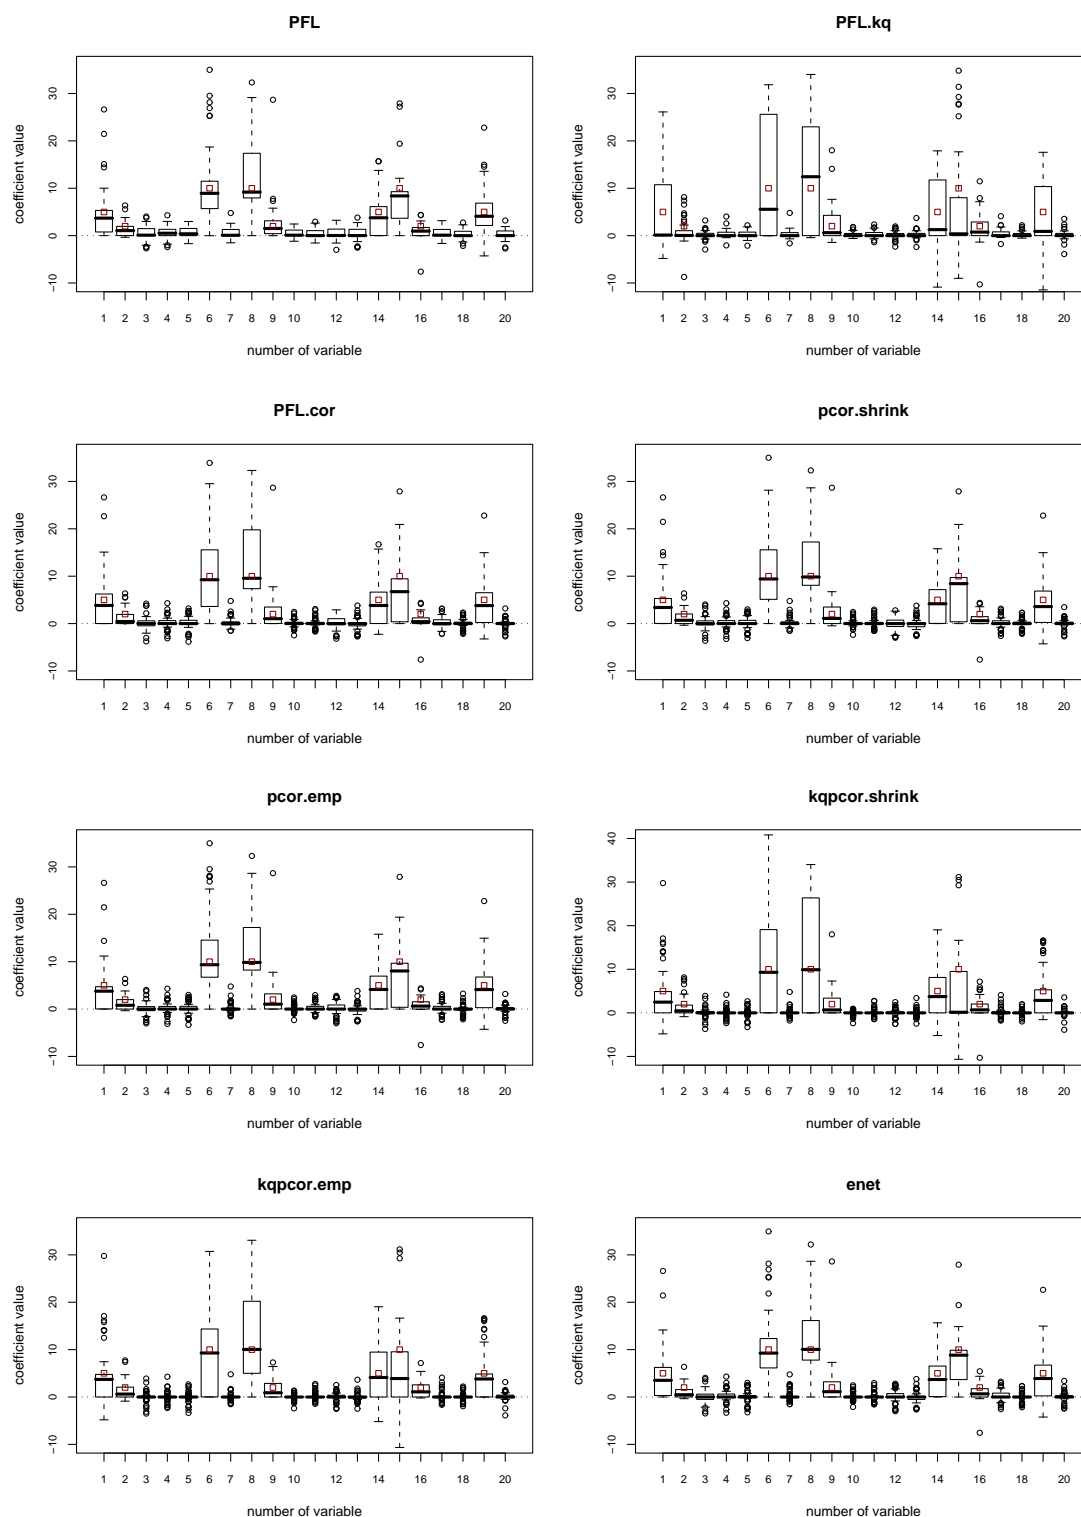 PFL
coefficient value
−10 0 10 20 30
1 2 3 4 5 6 7 8 9 10 12 14 16 18 20
number of variable
PFL.kq
coefficient value
−10 0 10 20 30
1 2 3 4 5 6 7 8 9 10 12 14 16 18 20
number of variable
PFL.cor
coefficient value
−10 0 10 20 30
1 2 3 4 5 6 7 8 9 10 12 14 16 18 20
number of variable
pcor.shrink
coefficient value
−10 0 10 20 30
1 2 3 4 5 6 7 8 9 10 12 14 16 18 20
number of variable
pcor.emp
coefficient value
−10 0 10 20 30
1 2 3 4 5 6 7 8 9 10 12 14 16 18 20
number of variable
kqpcor.shrink
coefficient value
−10 0 10 20 30 40
1 2 3 4 5 6 7 8 9 10 12 14 16 18 20
number of variable
kqpcor.emp
coefficient value
−10 0 10 20 30
1 2 3 4 5 6 7 8 9 10 12 14 16 18 20
number of variable
enet
coefficient value
−10 0 10 20 30
1 2 3 4 5 6 7 8 9 10 12 14 16 18 20
number of variable